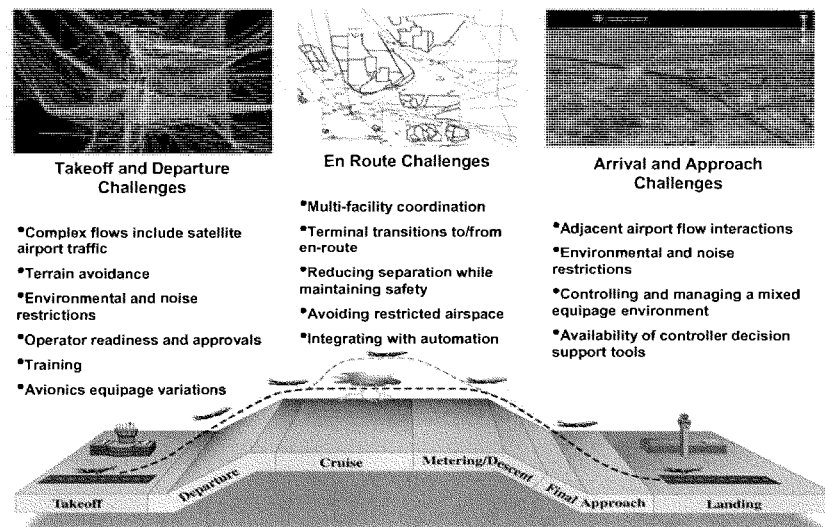 Takeoff and Departure
Challenges
•Complex flows include satellite
airport traffic
•Terrain avoidance
•Environmental and noise
restrictions
•Operator readiness and approvals
•Training
•Avionics equipage variations
En Route Challenges
•Multi-facility coordination
•Terminal transitions to/from
en-route
•Reducing separation while
maintaining safety
•Avoiding restricted airspace
•Integrating with automation
Arrival and Approach
Challenges
•Adjacent airport flow interactions
•Environmental and noise
restrictions
•Controlling and managing a mixed
equipage environment
•Availability of controller decision
support tools
Takeoff
Departure
Cruise
Metering/Descent
Final Approach
Landing